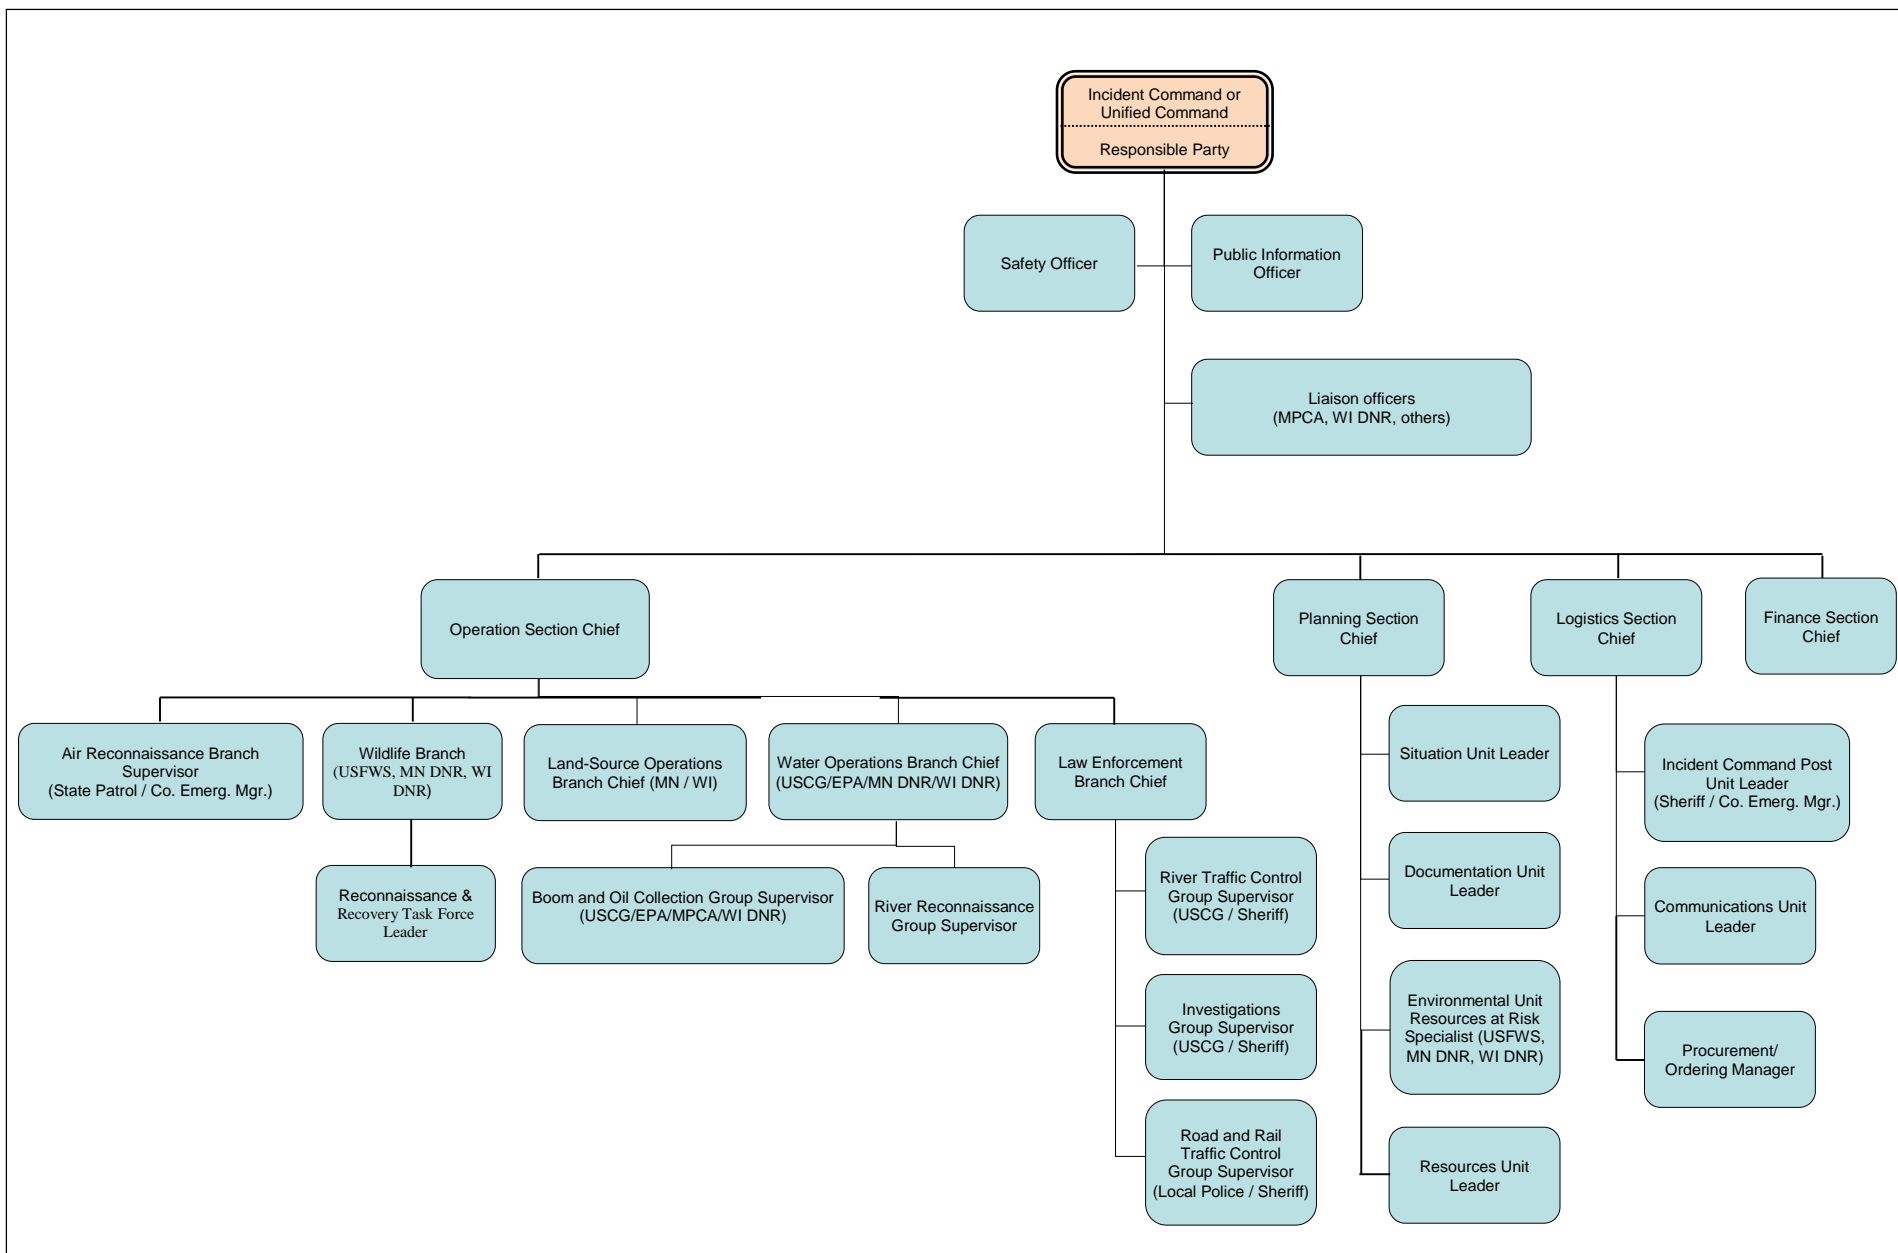 Incident Command or
Unified Command
Responsible Party
Safety Officer
Public Information
Officer
Liaison officers
(MPCA, WI DNR, others)
Operation Section Chief
Planning Section
Chief
Logistics Section
Chief
Finance Section
Chief
Air Reconnaissance Branch
Supervisor
(State Patrol / Co. Emerg. Mgr.)
Wildlife Branch
(USFWS, MN DNR, WI
DNR)
Land-Source Operations
Branch Chief (MN / WI)
Water Operations Branch Chief
(USCG/EPA/MN DNR/WI DNR)
Law Enforcement
Branch Chief
Situation Unit Leader
Incident Command Post
Unit Leader
(Sheriff / Co. Emerg. Mgr.)
Reconnaissance &
Recovery Task Force
Leader
Boom and Oil Collection Group Supervisor
(USCG/EPA/MPCA/WI DNR)
River Reconnaissance
Group Supervisor
River Traffic Control
Group Supervisor
(USCG / Sheriff)
Documentation Unit
Leader
Communications Unit
Leader
Investigations
Group Supervisor
(USCG / Sheriff)
Environmental Unit
Resources at Risk
Specialist (USFWS,
MN DNR, WI DNR)
Procurement/
Ordering Manager
Road and Rail
Traffic Control
Group Supervisor
(Local Police / Sheriff)
Resources Unit
Leader